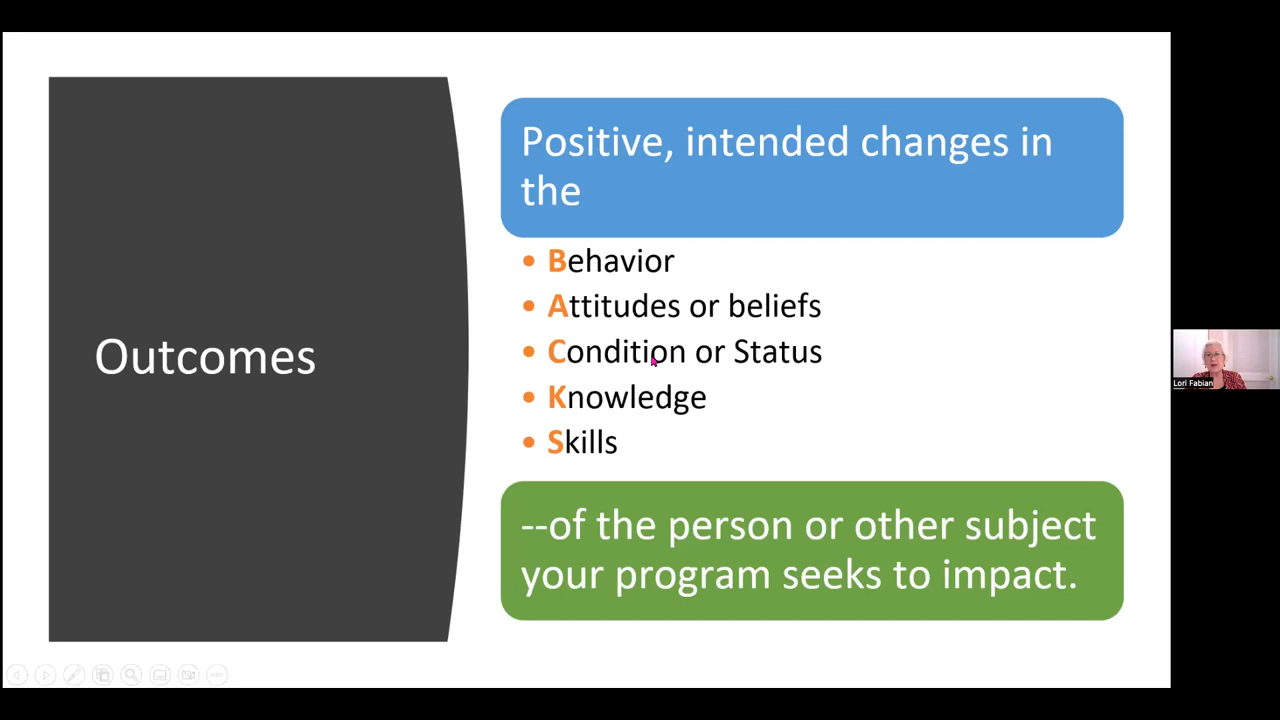 Outcomes
Positive, intended changes in
the
• Behavior
• Attitudes or beliefs
• Condition or Status
• Knowledge
• Skills
--of the person or other subject
your program seeks to impact.
Lori Fabian